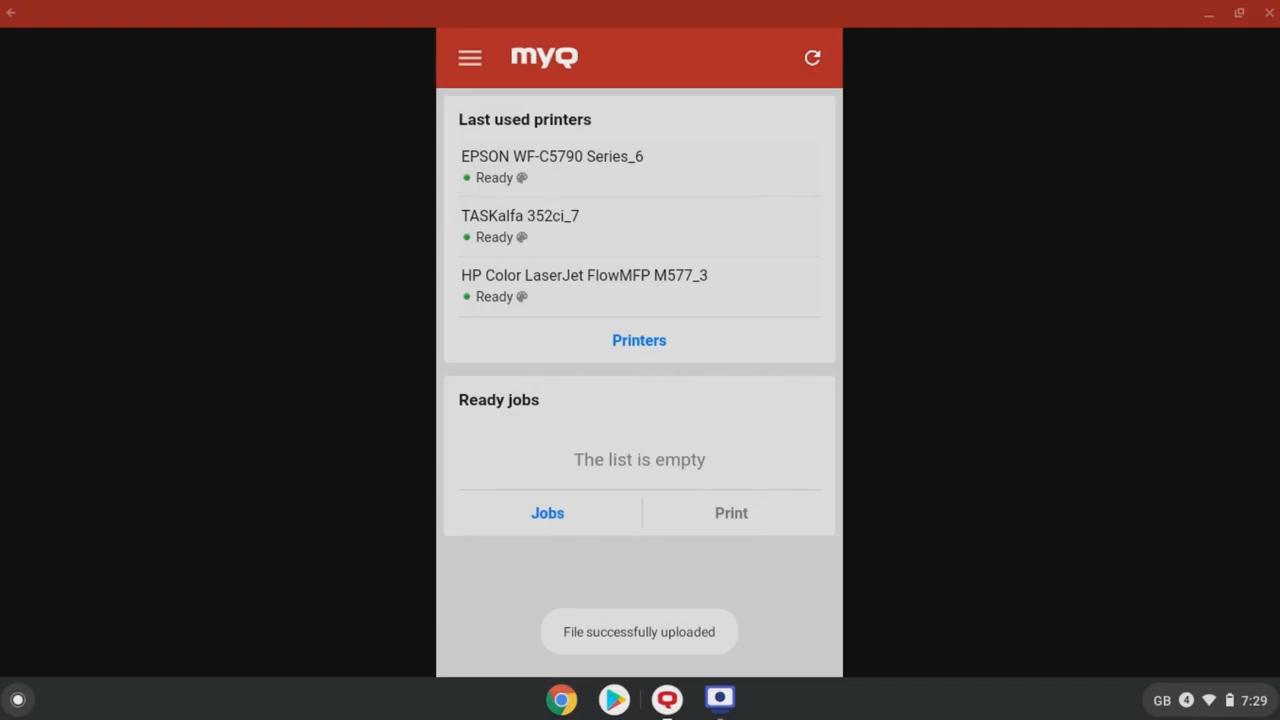 myQ
Last used printers
EPSON WF-C5790 Series_6
Ready
TASKalfa 352ci_7
Ready
HP Color LaserJet FlowMFP M577_3
Ready
Printers
Ready jobs
The list is empty
Jobs
Print
File successfully uploaded
GB 4 7:29